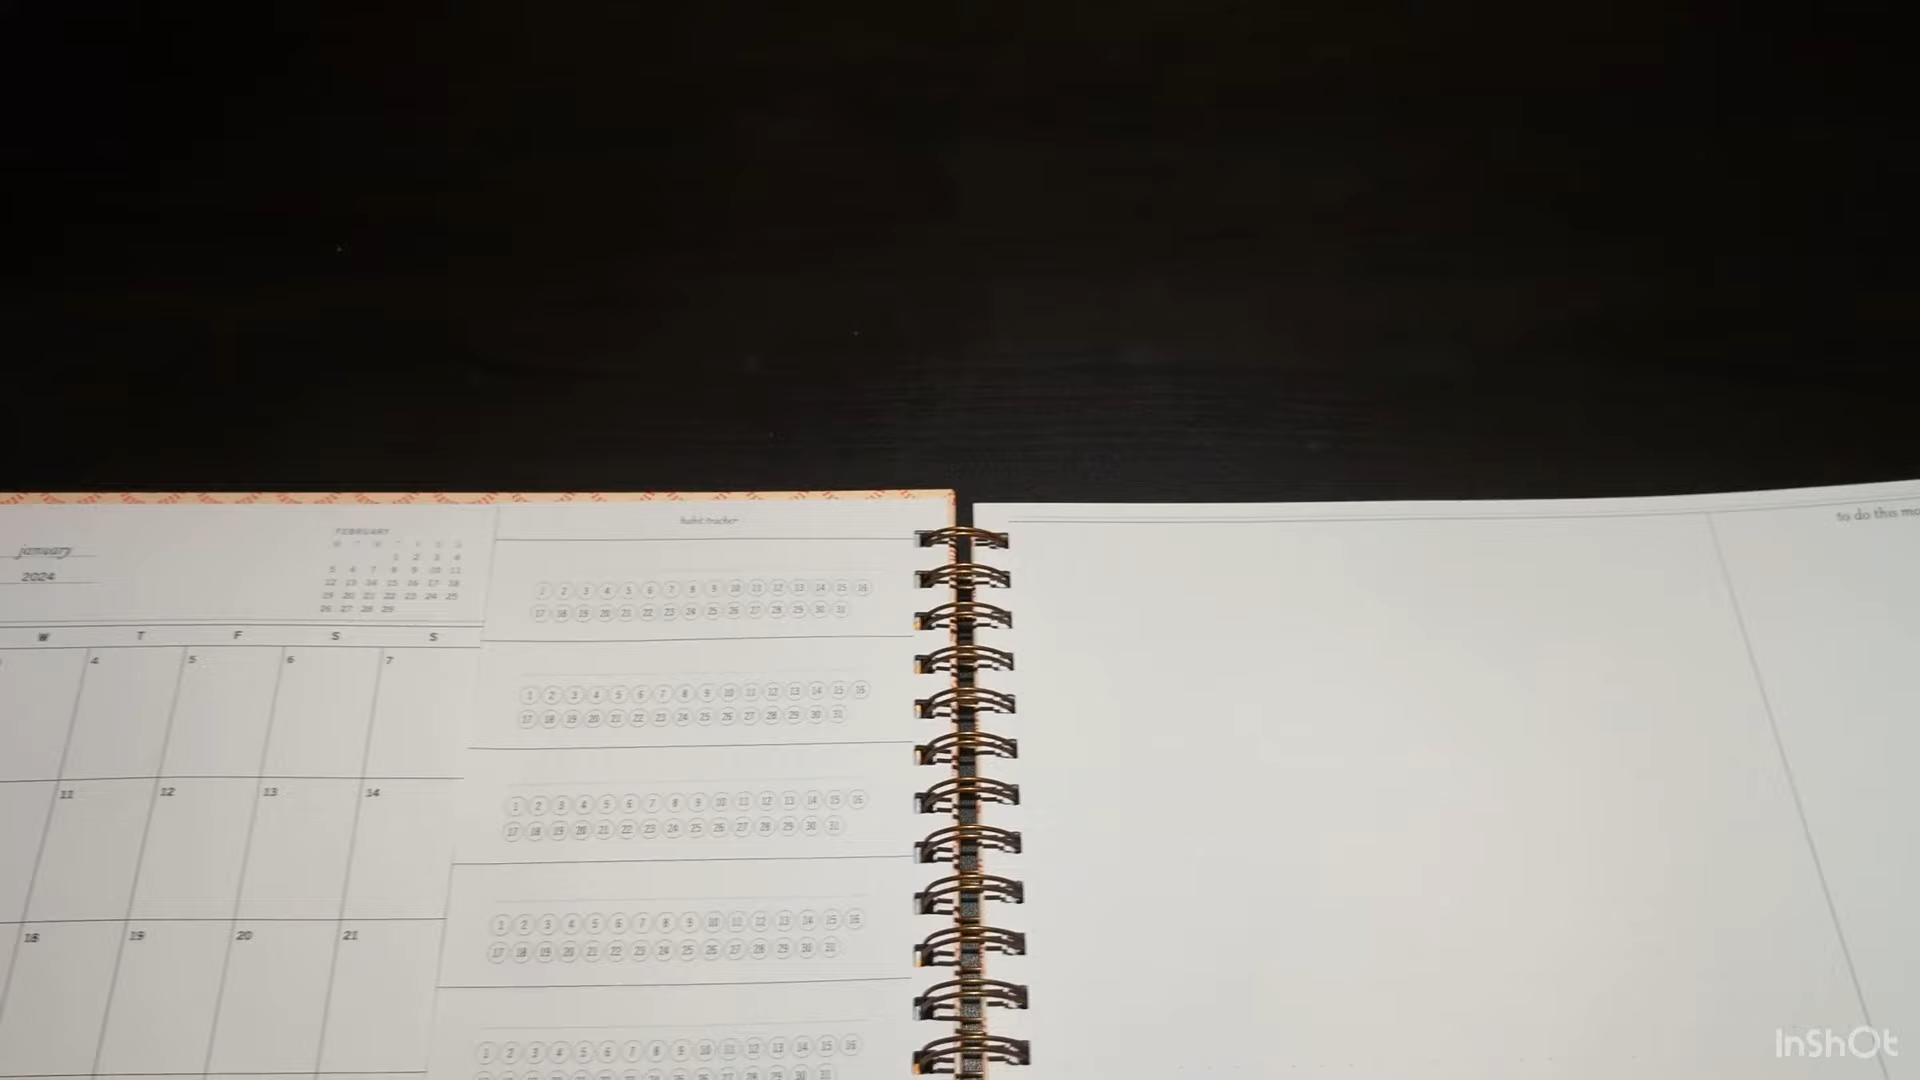 january
2024
FEBRUARY
M T W T F S S
1 2 3 4
5 6 7 8 9 10 11
12 13 14 15 16 17 18
19 20 21 22 23 24 25
26 27 28 29
W T F S S
4 5 6 7
11 12 13 14
18 19 20 21
habit tracker
1 2 3 4 5 6 7 8 9 10 11 12 13 14 15 16
17 18 19 20 21 22 23 24 25 26 27 28 29 30 31
1 2 3 4 5 6 7 8 9 10 11 12 13 14 15 16
17 18 19 20 21 22 23 24 25 26 27 28 29 30 31
1 2 3 4 5 6 7 8 9 10 11 12 13 14 15 16
17 18 19 20 21 22 23 24 25 26 27 28 29 30 31
1 2 3 4 5 6 7 8 9 10 11 12 13 14 15 16
17 18 19 20 21 22 23 24 25 26 27 28 29 30 31
1 2 3 4 5 6 7 8 9 10 11 12 13 14 15 16
to do this mo
InShOt